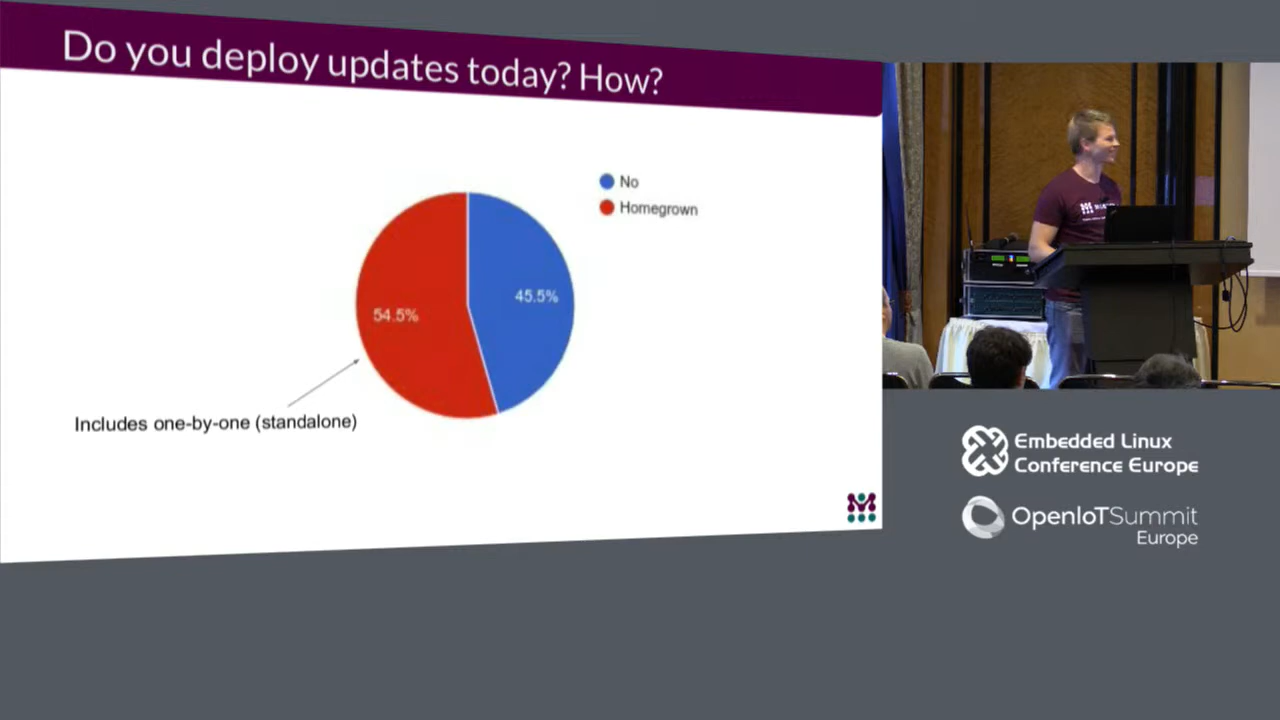 Do you deploy updates today? How?
No
Homegrown
45.5%
54.5%
Includes one-by-one (standalone)
Embedded Linux
Conference Europe
OpenIoTSummit
Europe